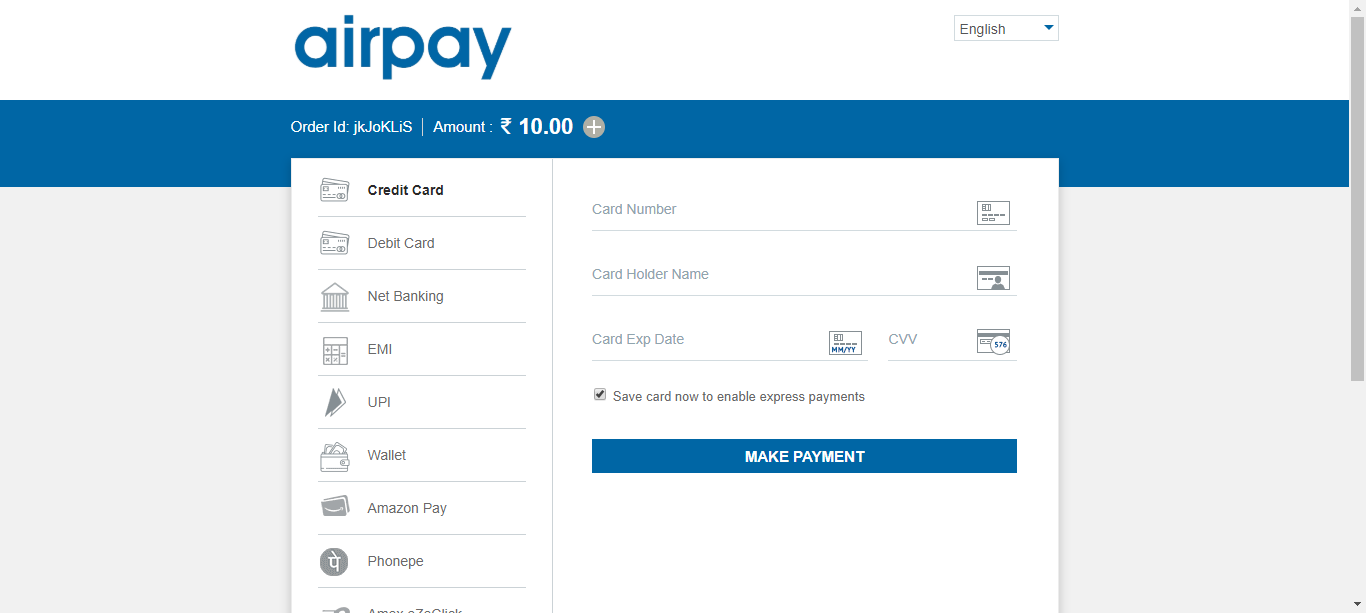 airpay
English
Order Id: jkJoKLiS | Amount : ₹ 10.00
Credit Card
Debit Card
Net Banking
EMI
UPI
Wallet
Amazon Pay
Phonepe
Amex eZeClick
Card Number
Card Holder Name
Card Exp Date
MM/YY
CVV
576
Save card now to enable express payments
MAKE PAYMENT